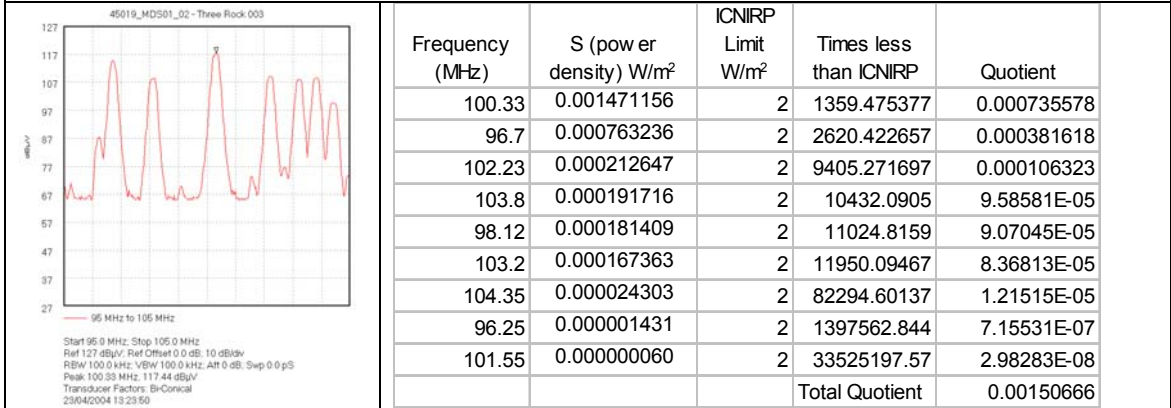 45019_MDS01_02 - Three Rock.003
127
117
107
97
87
77
67
57
47
37
27
dBµV
95 MHz to 105 MHz
Start 95.0 MHz; Stop 105.0 MHz
Ref 127 dBµV; Ref Offset 0.0 dB; 10 dB/div
RBW 100.0 kHz; VBW 100.0 kHz; Att 0 dB; Swp 0.0 pS
Peak 100.33 MHz, 117.44 dBµV
Transducer Factors: Bi-Conical
23/04/2004 13:23:50
Frequency (MHz) S (power density) W/m² ICNIRP Limit W/m² Times less than ICNIRP Quotient
100.33 0.001471156 2 1359.475377 0.000735578
96.7 0.000763236 2 2620.422657 0.000381618
102.23 0.000212647 2 9405.271697 0.000106323
103.8 0.000191716 2 10432.0905 9.58581E-05
98.12 0.000181409 2 11024.8159 9.07045E-05
103.2 0.000167363 2 11950.09467 8.36813E-05
104.35 0.000024303 2 82294.60137 1.21515E-05
96.25 0.000001431 2 1397562.844 7.15531E-07
101.55 0.000000060 2 33525197.57 2.98283E-08
Total Quotient 0.00150666